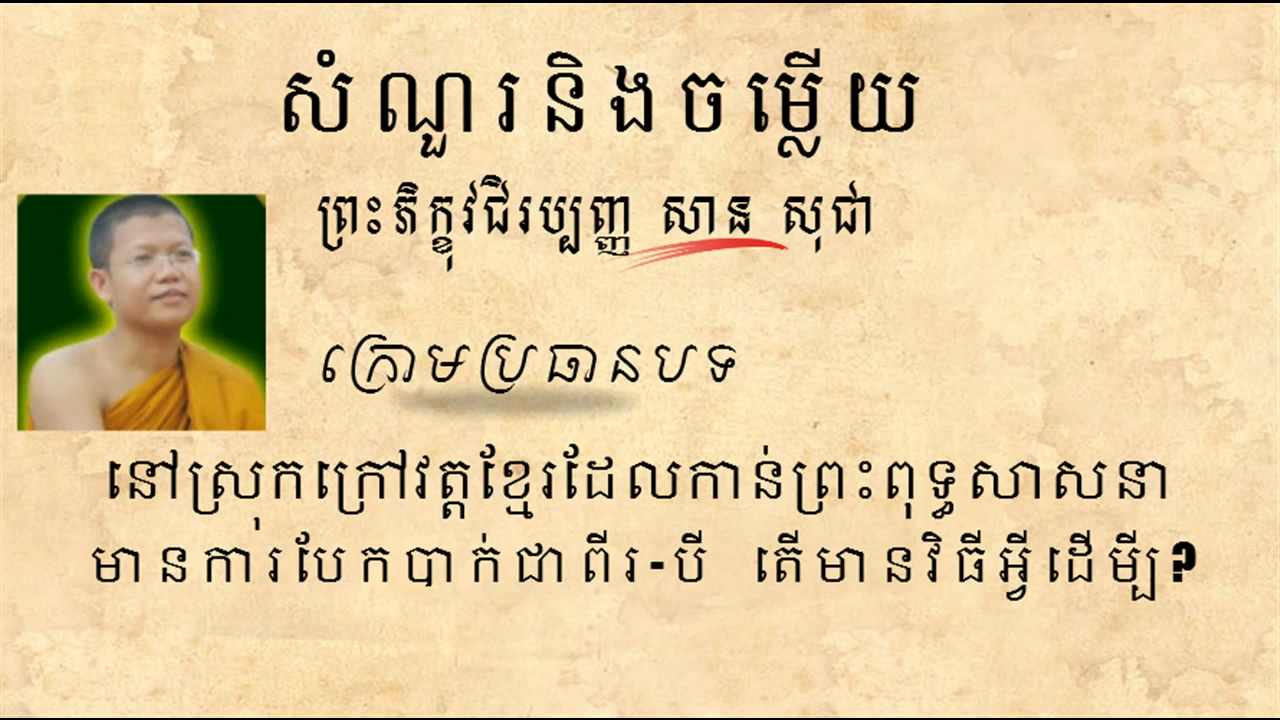 សំណួរនិងចម្លើយ
ព្រះភិក្ខុវជិរប្បញ្ញ សាន សុជា
ក្រោមប្រធានបទ
នៅស្រុកក្រៅវត្តខ្មែរដែលកាន់ព្រះពុទ្ធសាសនា
មានការបែកបាក់ជាពីរ-បី តើមានវិធីអ្វីដើម្បី?